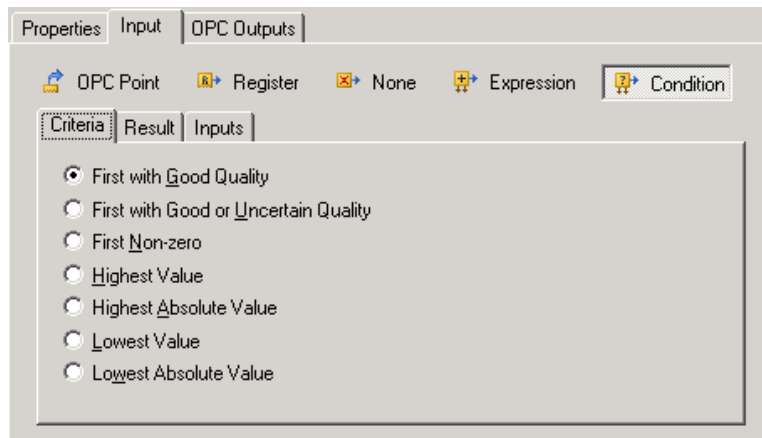 Properties Input OPC Outputs
OPC Point Register None Expression Condition
Criteria Result Inputs
First with Good Quality
First with Good or Uncertain Quality
First Non-zero
Highest Value
Highest Absolute Value
Lowest Value
Lowest Absolute Value